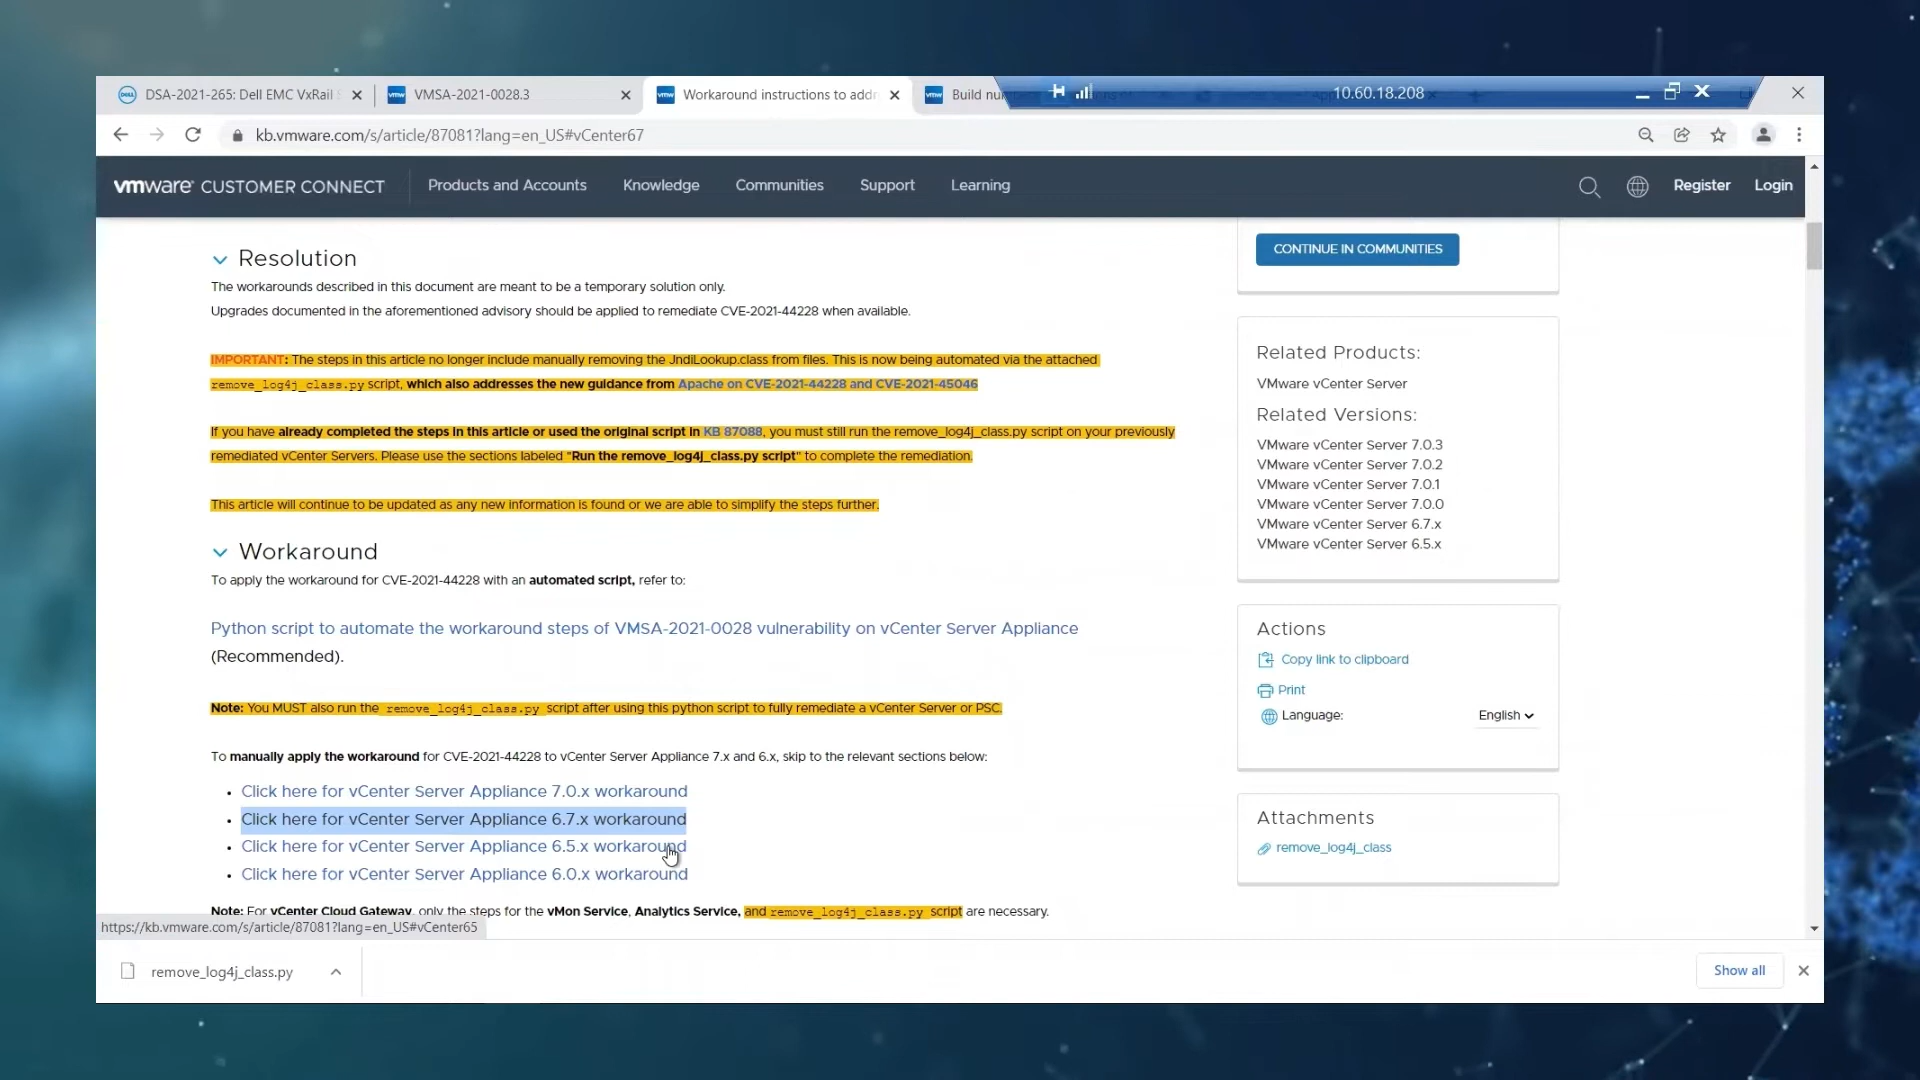 DSA-2021-265: Dell EMC VxRail
VMSA-2021-0028.3
Workaround instructions to addr
Build nu
10.60.18.208
kb.vmware.com/s/article/87081?lang=en_US#vCenter67
vmware CUSTOMER CONNECT
Products and Accounts
Knowledge
Communities
Support
Learning
Register
Login
Resolution
The workarounds described in this document are meant to be a temporary solution only.
Upgrades documented in the aforementioned advisory should be applied to remediate CVE-2021-44228 when available.
IMPORTANT: The steps in this article no longer include manually removing the JndiLookup.class from files. This is now being automated via the attached
remove_log4j_class.py script, which also addresses the new guidance from Apache on CVE-2021-44228 and CVE-2021-45046
If you have already completed the steps in this article or used the original script in KB 87088, you must still run the remove_log4j_class.py script on your previously
remediated vCenter Servers. Please use the sections labeled "Run the remove_log4j_class.py script" to complete the remediation.
This article will continue to be updated as any new information is found or we are able to simplify the steps further.
Workaround
To apply the workaround for CVE-2021-44228 with an automated script, refer to:
Python script to automate the workaround steps of VMSA-2021-0028 vulnerability on vCenter Server Appliance
(Recommended).
Note: You MUST also run the remove_log4j_class.py script after using this python script to fully remediate a vCenter Server or PSC.
To manually apply the workaround for CVE-2021-44228 to vCenter Server Appliance 7.x and 6.x, skip to the relevant sections below:
• Click here for vCenter Server Appliance 7.0.x workaround
• Click here for vCenter Server Appliance 6.7.x workaround
• Click here for vCenter Server Appliance 6.5.x workaround
• Click here for vCenter Server Appliance 6.0.x workaround
Note: For vCenter Cloud Gateway, only the steps for the vMon Service, Analytics Service, and remove_log4j_class.py script are necessary.
CONTINUE IN COMMUNITIES
Related Products:
VMware vCenter Server
Related Versions:
VMware vCenter Server 7.0.3
VMware vCenter Server 7.0.2
VMware vCenter Server 7.0.1
VMware vCenter Server 7.0.0
VMware vCenter Server 6.7.x
VMware vCenter Server 6.5.x
Actions
Copy link to clipboard
Print
Language: English
Attachments
remove_log4j_class
https://kb.vmware.com/s/article/87081?lang=en_US#vCenter65
remove_log4j_class.py
Show all